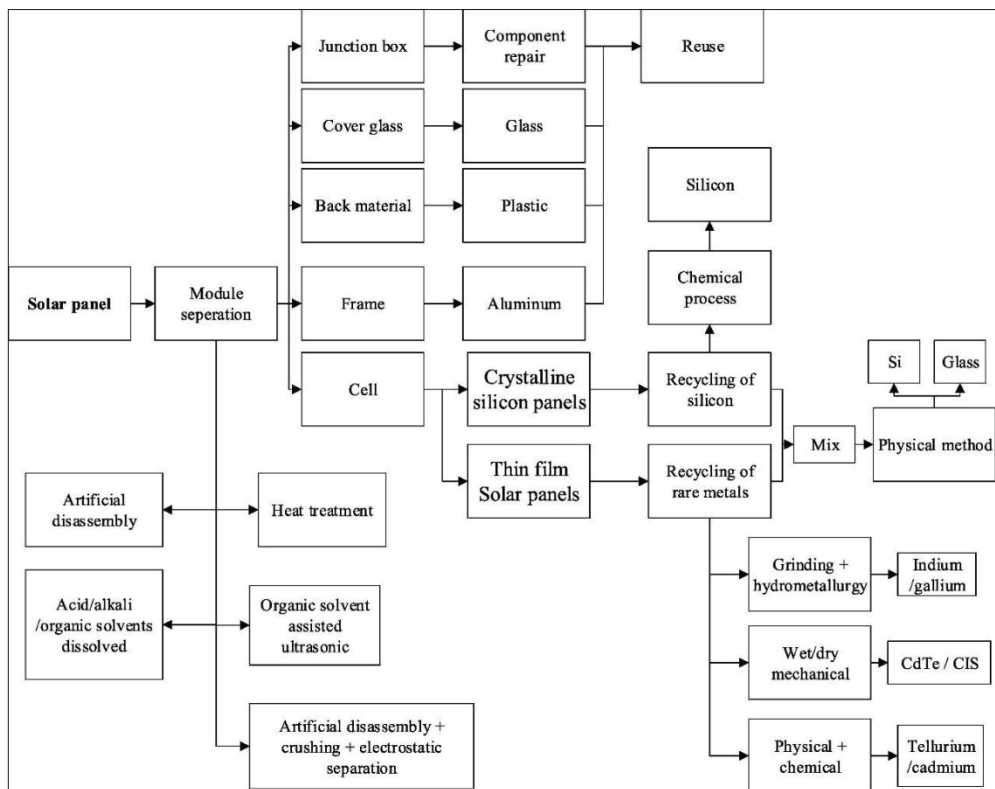 Junction box
Component
repair
Reuse
Cover glass
Glass
Back material
Plastic
Silicon
Solar panel
Module
seperation
Frame
Aluminum
Chemical
process
Cell
Crystalline
silicon panels
Recycling of
silicon
Si
Glass
Mix
Physical method
Thin film
Solar panels
Recycling of
rare metals
Artificial
disassembly
Heat treatment
Grinding +
hydrometallurgy
Indium
/gallium
Acid/alkali
/organic solvents
dissolved
Organic solvent
assisted
ultrasonic
Wet/dry
mechanical
CdTe / CIS
Artificial disassembly +
crushing + electrostatic
separation
Physical +
chemical
Tellurium
/cadmium